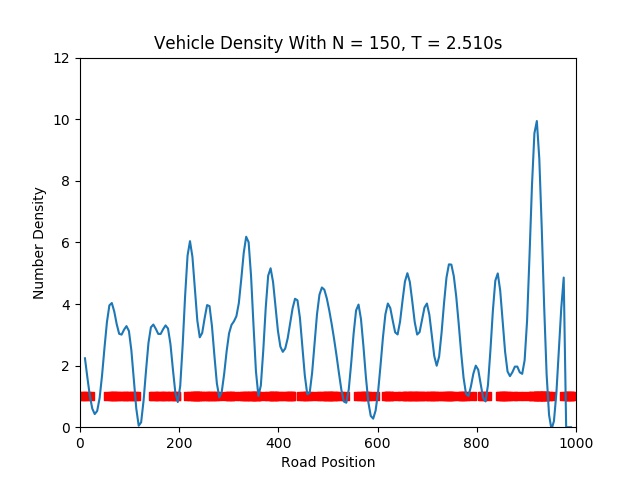 Vehicle Density With N = 150, T = 2.510s
12
10
8
6
4
2
0
Number Density
0 200 400 600 800 1000
Road Position